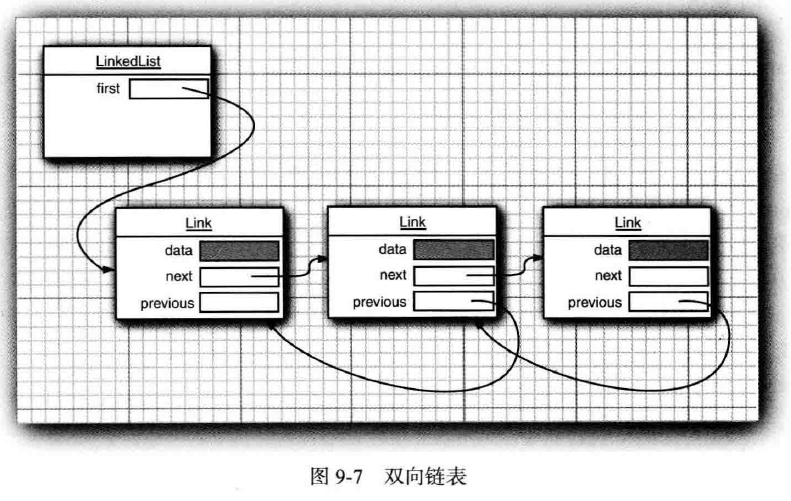 LinkedList
first
Link
data
next
previous
Link
data
next
previous
Link
data
next
previous
图 9-7 双向链表